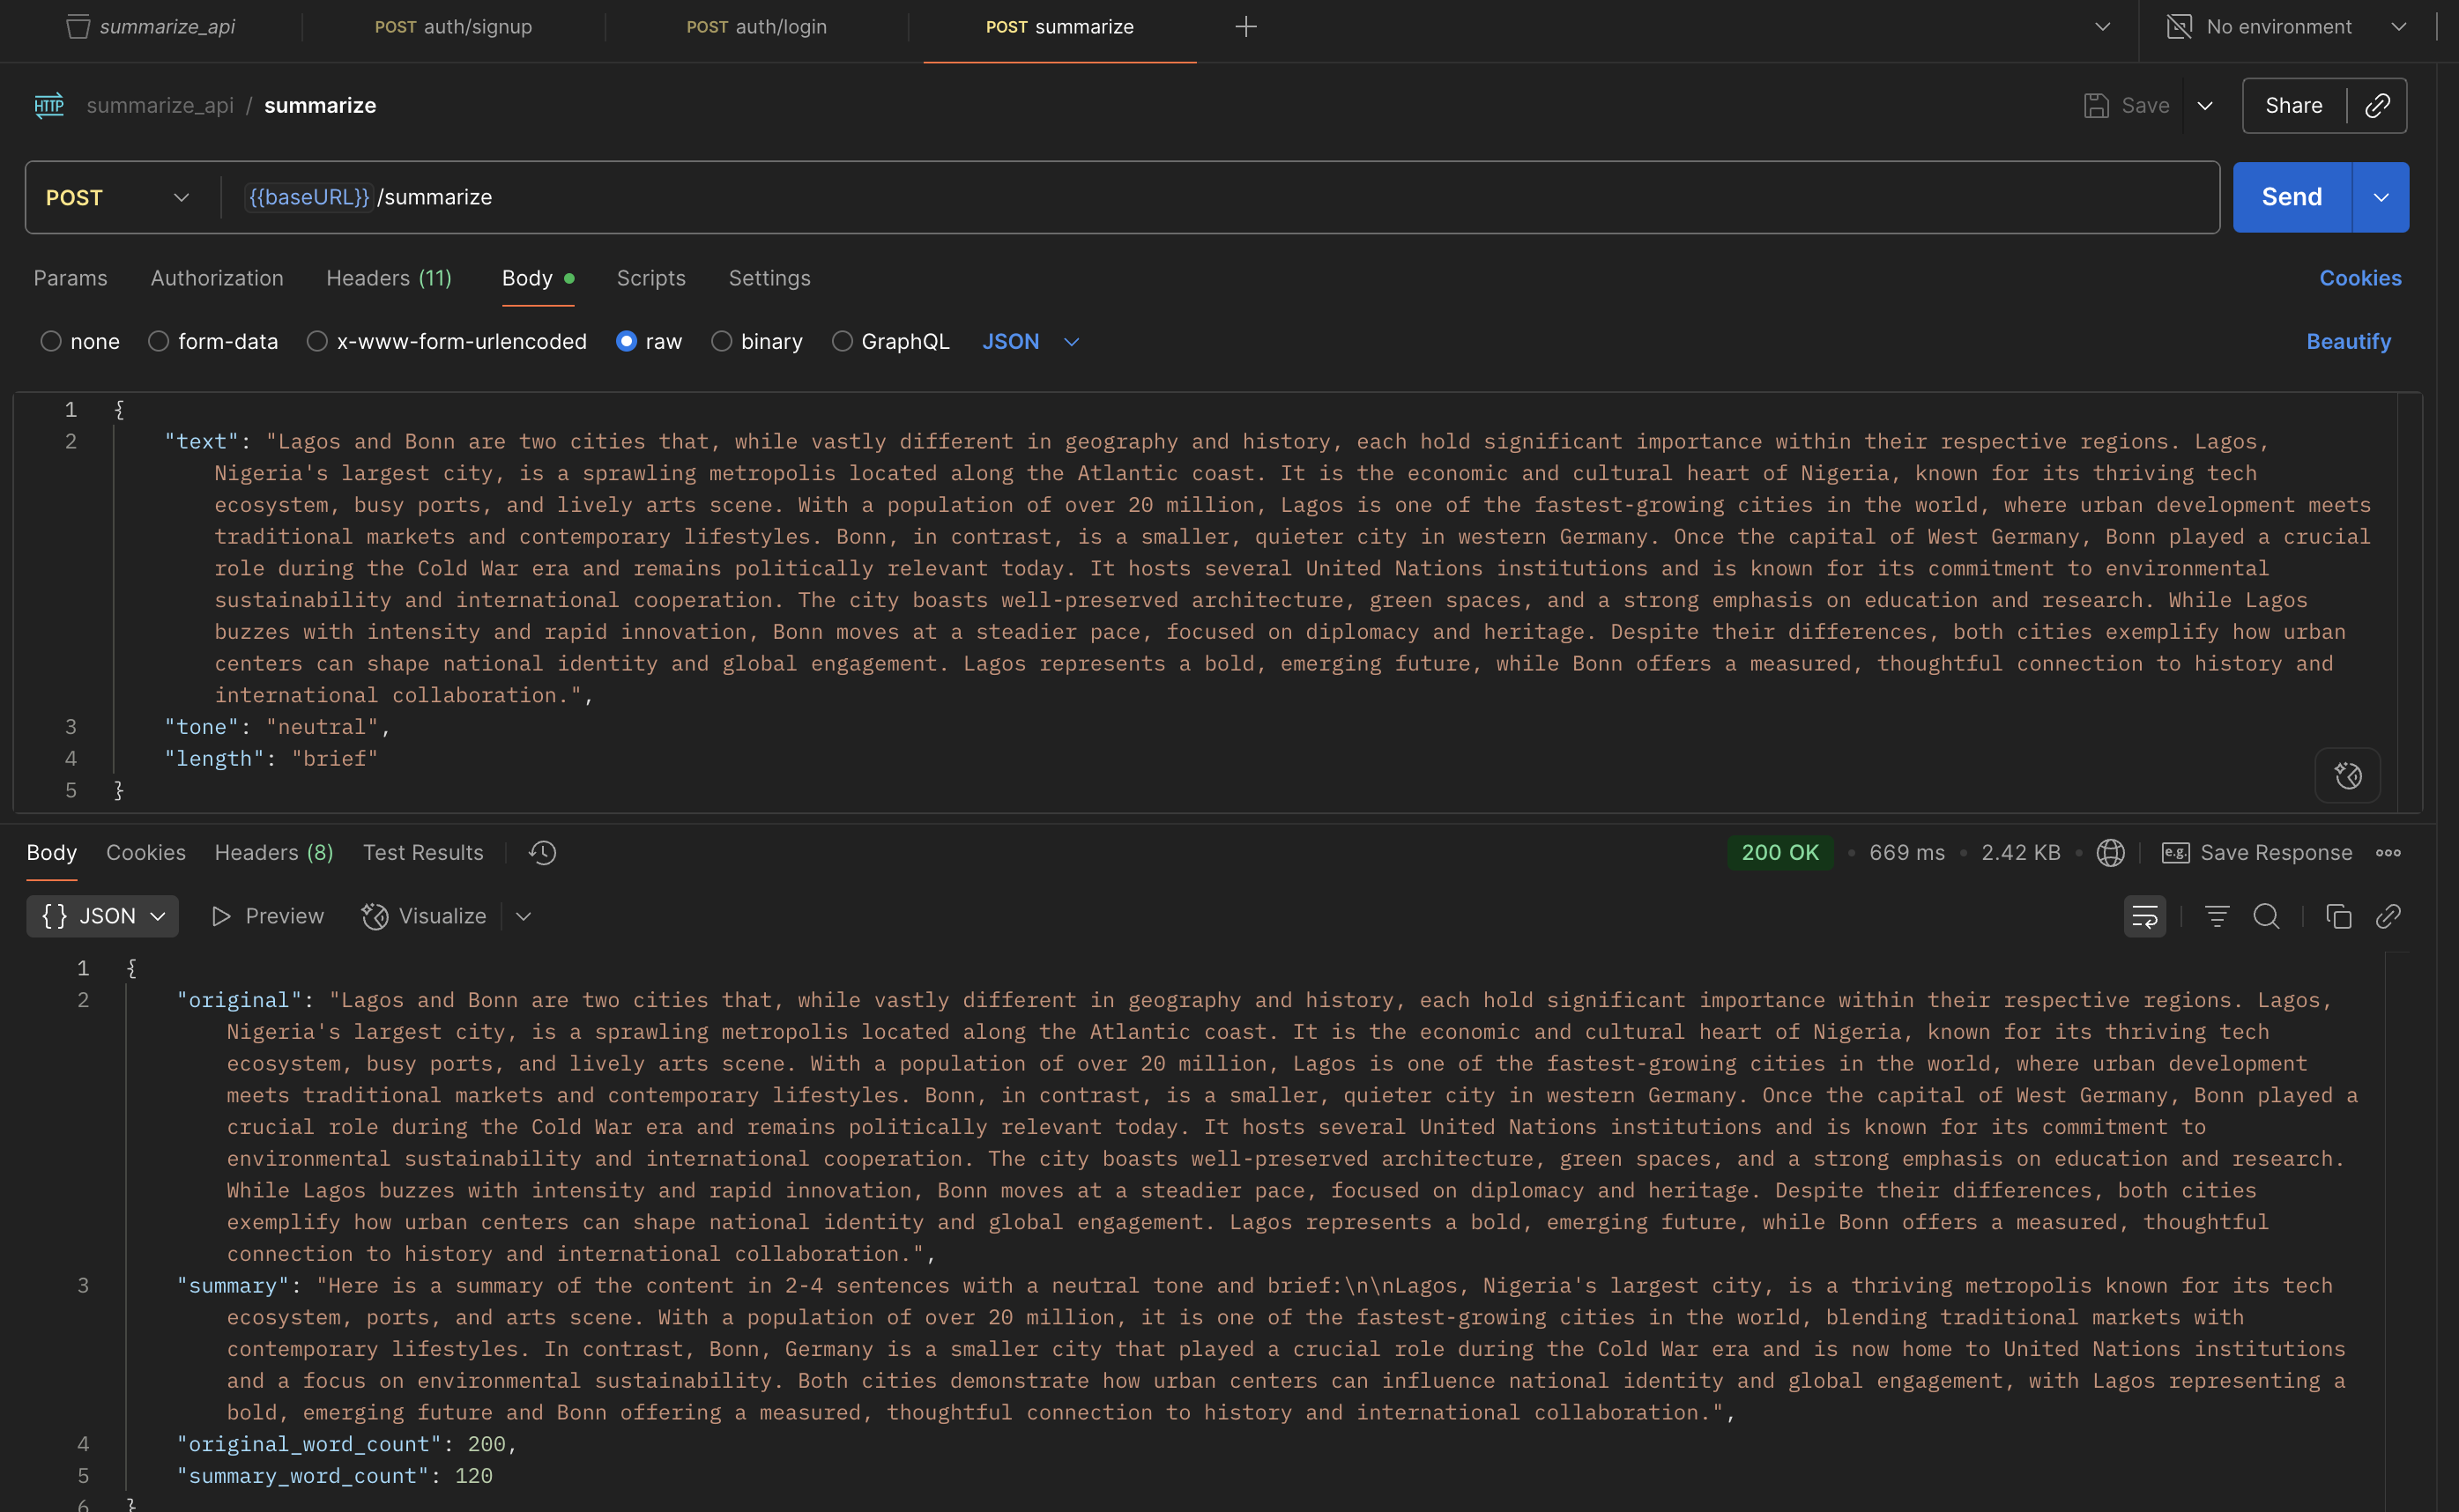 summarize_api POST auth/signup POST auth/login POST summarize No environment
HTTP summarize_api / summarize Save Share
POST {{baseURL}}/summarize Send
Params Authorization Headers (11) Body Scripts Settings Cookies
none form-data x-www-form-urlencoded raw binary GraphQL JSON Beautify
1 {
2 "text": "Lagos and Bonn are two cities that, while vastly different in geography and history, each hold significant importance within their respective regions. Lagos,
Nigeria's largest city, is a sprawling metropolis located along the Atlantic coast. It is the economic and cultural heart of Nigeria, known for its thriving tech
ecosystem, busy ports, and lively arts scene. With a population of over 20 million, Lagos is one of the fastest-growing cities in the world, where urban development meets
traditional markets and contemporary lifestyles. Bonn, in contrast, is a smaller, quieter city in western Germany. Once the capital of West Germany, Bonn played a crucial
role during the Cold War era and remains politically relevant today. It hosts several United Nations institutions and is known for its commitment to environmental
sustainability and international cooperation. The city boasts well-preserved architecture, green spaces, and a strong emphasis on education and research. While Lagos
buzzes with intensity and rapid innovation, Bonn moves at a steadier pace, focused on diplomacy and heritage. Despite their differences, both cities exemplify how urban
centers can shape national identity and global engagement. Lagos represents a bold, emerging future, while Bonn offers a measured, thoughtful connection to history and
international collaboration.",
3 "tone": "neutral",
4 "length": "brief"
5 }
Body Cookies Headers (8) Test Results 200 OK • 669 ms • 2.42 KB • e.g. Save Response
{} JSON Preview Visualize
1 {
2 "original": "Lagos and Bonn are two cities that, while vastly different in geography and history, each hold significant importance within their respective regions. Lagos,
Nigeria's largest city, is a sprawling metropolis located along the Atlantic coast. It is the economic and cultural heart of Nigeria, known for its thriving tech
ecosystem, busy ports, and lively arts scene. With a population of over 20 million, Lagos is one of the fastest-growing cities in the world, where urban development
meets traditional markets and contemporary lifestyles. Bonn, in contrast, is a smaller, quieter city in western Germany. Once the capital of West Germany, Bonn played a
crucial role during the Cold War era and remains politically relevant today. It hosts several United Nations institutions and is known for its commitment to
environmental sustainability and international cooperation. The city boasts well-preserved architecture, green spaces, and a strong emphasis on education and research.
While Lagos buzzes with intensity and rapid innovation, Bonn moves at a steadier pace, focused on diplomacy and heritage. Despite their differences, both cities
exemplify how urban centers can shape national identity and global engagement. Lagos represents a bold, emerging future, while Bonn offers a measured, thoughtful
connection to history and international collaboration.",
3 "summary": "Here is a summary of the content in 2-4 sentences with a neutral tone and brief:\n\nLagos, Nigeria's largest city, is a thriving metropolis known for its tech
ecosystem, ports, and arts scene. With a population of over 20 million, it is one of the fastest-growing cities in the world, blending traditional markets with
contemporary lifestyles. In contrast, Bonn, Germany is a smaller city that played a crucial role during the Cold War era and is now home to United Nations institutions
and a focus on environmental sustainability. Both cities demonstrate how urban centers can influence national identity and global engagement, with Lagos representing a
bold, emerging future and Bonn offering a measured, thoughtful connection to history and international collaboration.",
4 "original_word_count": 200,
5 "summary_word_count": 120
6 }